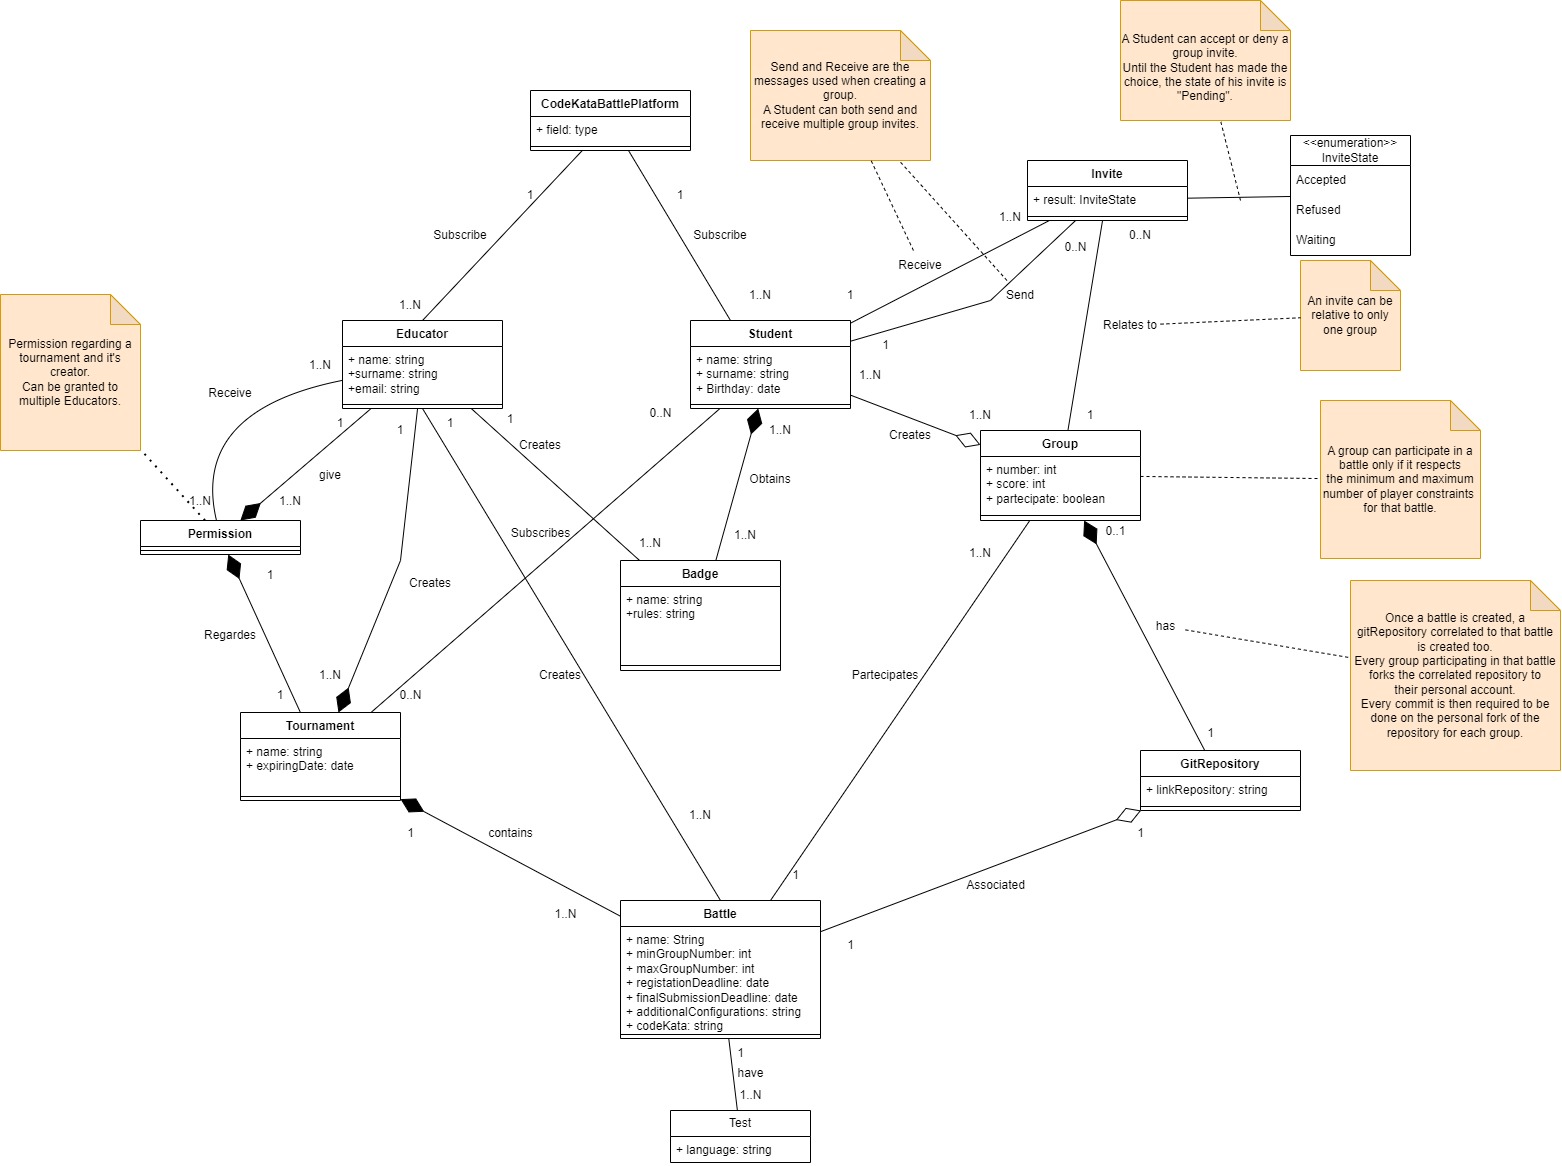 A Student can accept or deny a
group invite.
Until the Student has made the
choice, the state of his invite is
"Pending".
Send and Receive are the
messages used when creating a
group.
A Student can both send and
receive multiple group invites.
CodeKataBattlePlatform
+ field: type
<<enumeration>>
InviteState
Accepted
Refused
Waiting
Invite
+ result: InviteState
1
Subscribe
1..N
1
Subscribe
1..N
1..N
Receive
1
0..N
Send
1
0..N
Relates to
1
An invite can be
relative to only
one group
Permission regarding a
tournament and it's
creator.
Can be granted to
multiple Educators.
Educator
+ name: string
+surname: string
+email: string
Student
+ name: string
+ surname: string
+ Birthday: date
1..N
Receive
1..N
1
give
1..N
1
Creates
1..N
1
Creates
1..N
1
Creates
1..N
0..N
Subscribes
0..N
1..N
Obtains
1..N
1..N
Creates
1..N
Group
+ number: int
+ score: int
+ partecipate: boolean
A group can participate in a
battle only if it respects
the minimum and maximum
number of player constraints
for that battle.
Permission
1
Regardes
1
Badge
+ name: string
+rules: string
1..N
Partecipates
1
0..1
has
1
Once a battle is created, a
gitRepository correlated to that battle
is created too.
Every group participating in that battle
forks the correlated repository to
their personal account.
Every commit is then required to be
done on the personal fork of the
repository for each group.
Tournament
+ name: string
+ expiringDate: date
GitRepository
+ linkRepository: string
1
contains
1..N
1
Associated
1
Battle
+ name: String
+ minGroupNumber: int
+ maxGroupNumber: int
+ registationDeadline: date
+ finalSubmissionDeadline: date
+ additionalConfigurations: string
+ codeKata: string
1
have
1..N
Test
+ language: string